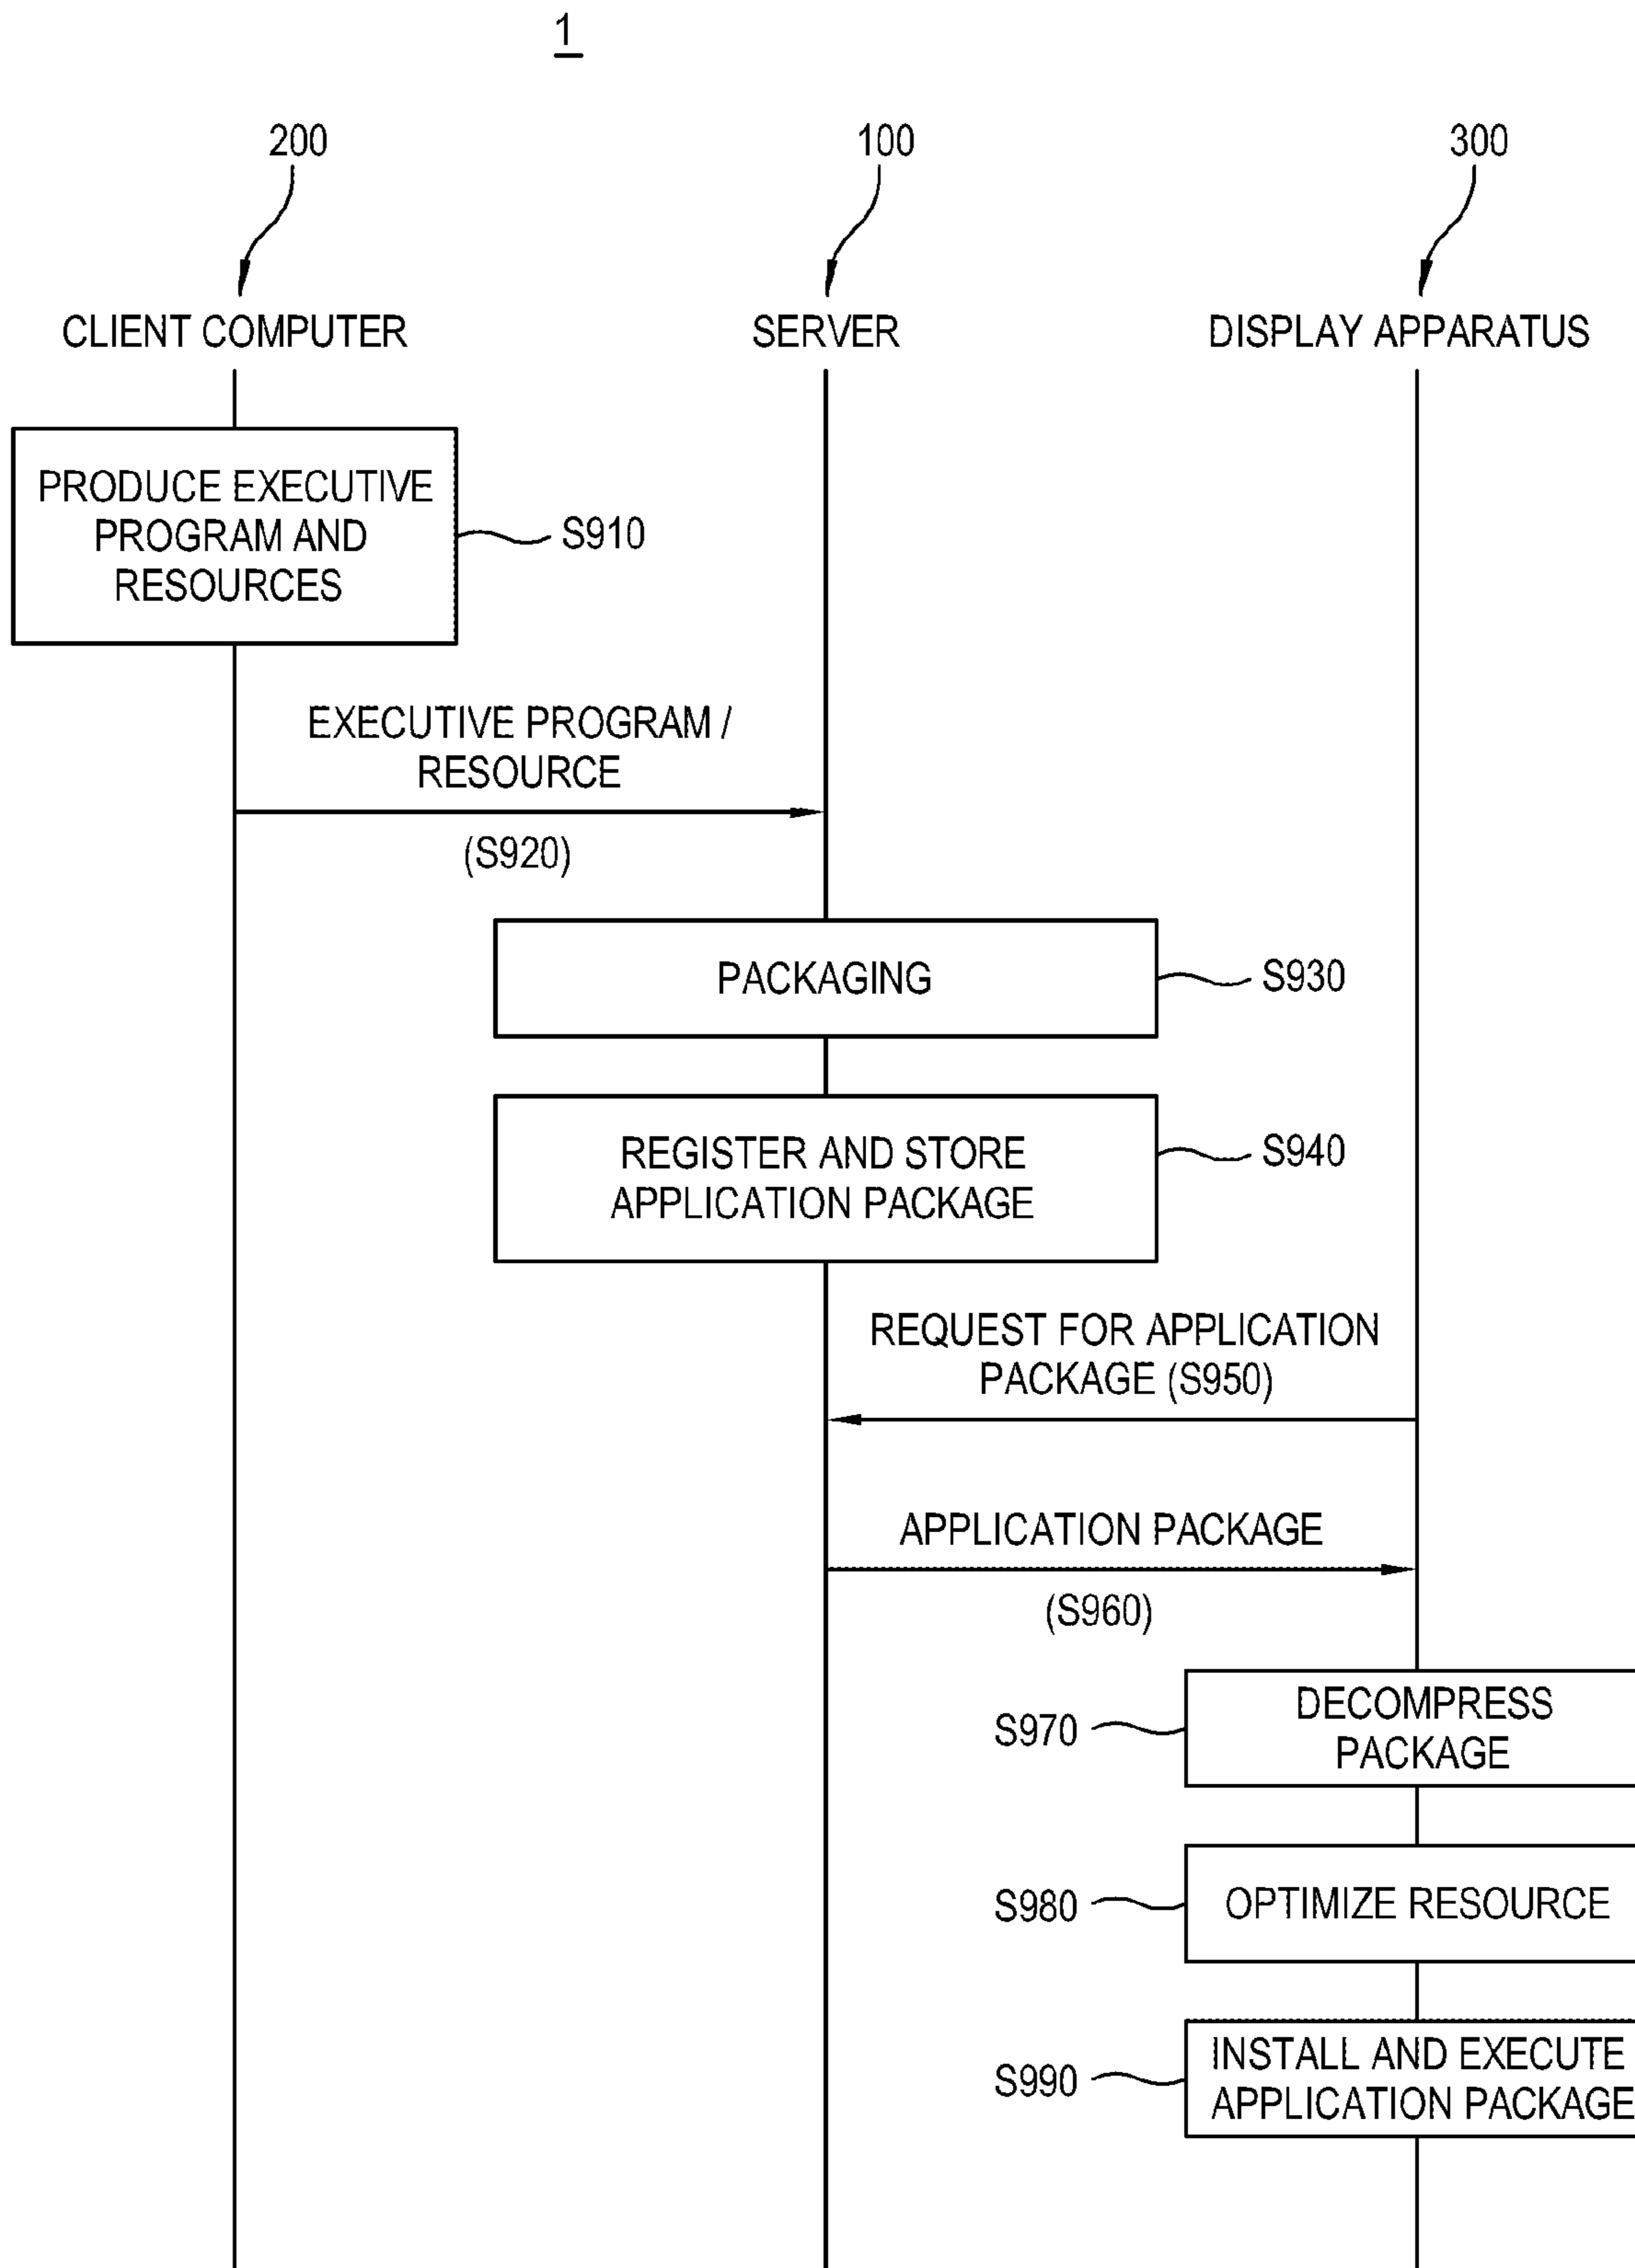 1
200
100
300
CLIENT COMPUTER
SERVER
DISPLAY APPARATUS
PRODUCE EXECUTIVE
PROGRAM AND
RESOURCES
S910
EXECUTIVE PROGRAM /
RESOURCE
(S920)
PACKAGING
S930
REGISTER AND STORE
APPLICATION PACKAGE
S940
REQUEST FOR APPLICATION
PACKAGE (S950)
APPLICATION PACKAGE
(S960)
S970
DECOMPRESS
PACKAGE
S980
OPTIMIZE RESOURCE
S990
INSTALL AND EXECUTE
APPLICATION PACKAGE